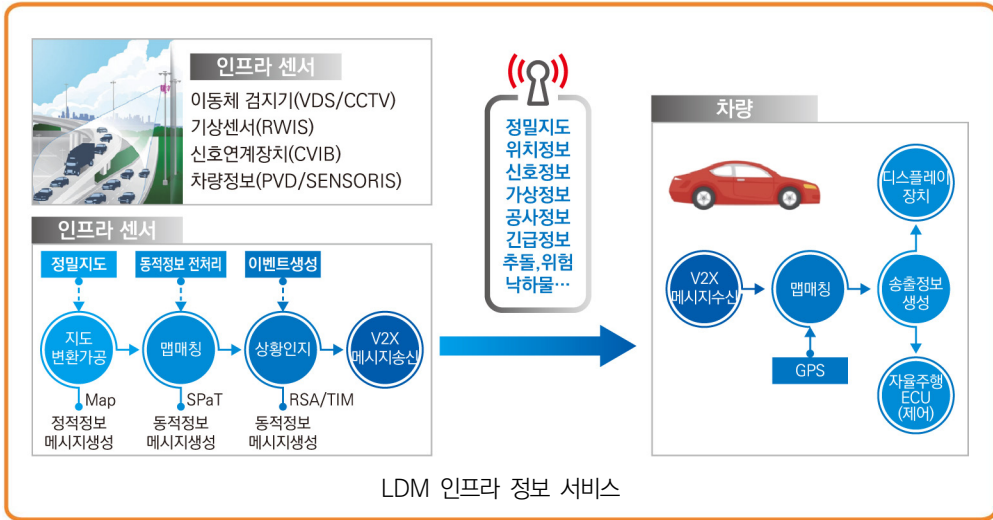 인프라 센서
이동체 검지기(VDS/CCTV)
기상센서(RWIS)
신호연계장치(CVIB)
차량정보(PVD/SENSORIS)
인프라 센서
정밀지도
동적정보 전처리
이벤트생성
지도
변환가공
맵매칭
상황인지
V2X
메시지송신
Map
SPaT
RSA/TIM
정적정보
메시지생성
동적정보
메시지생성
동적정보
메시지생성
정밀지도
위치정보
신호정보
가상정보
공사정보
긴급정보
추돌,위험
낙하물…
차량
디스플레이
장치
V2X
메시지수신
맵매칭
송출정보
생성
GPS
자율주행
ECU
(제어)
LDM 인프라 정보 서비스